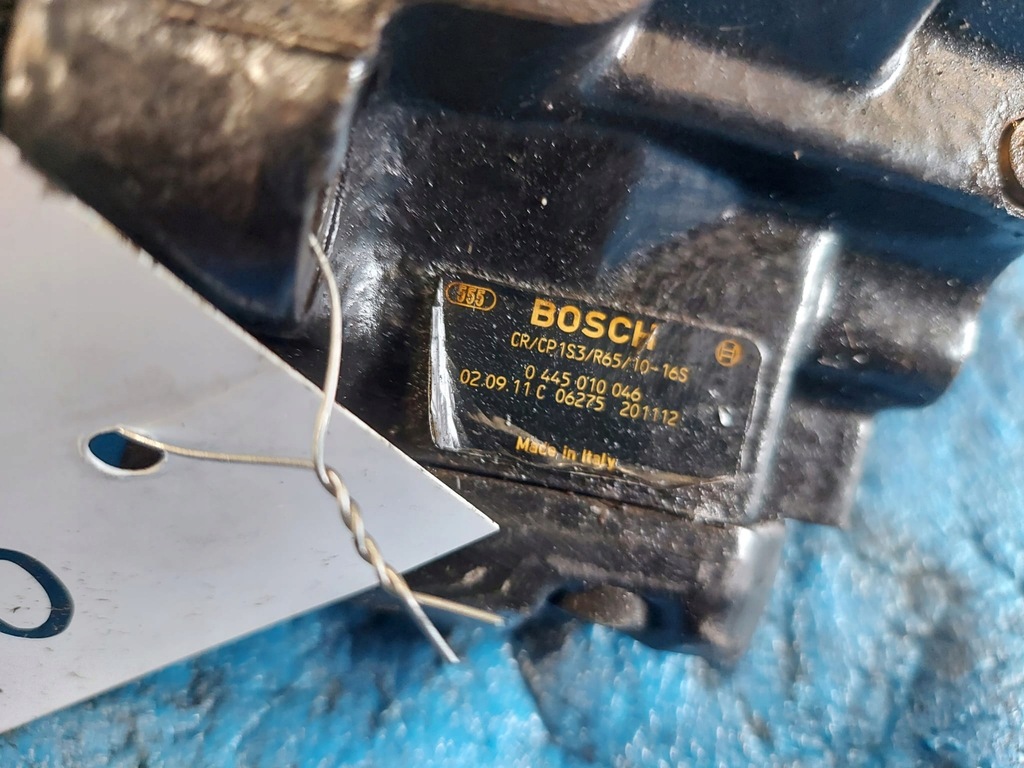 555
BOSCH
CR/CP1S3/R65/10-16S
0 445 010 046
02.09.11 C 06275 201112
Made in Italy.